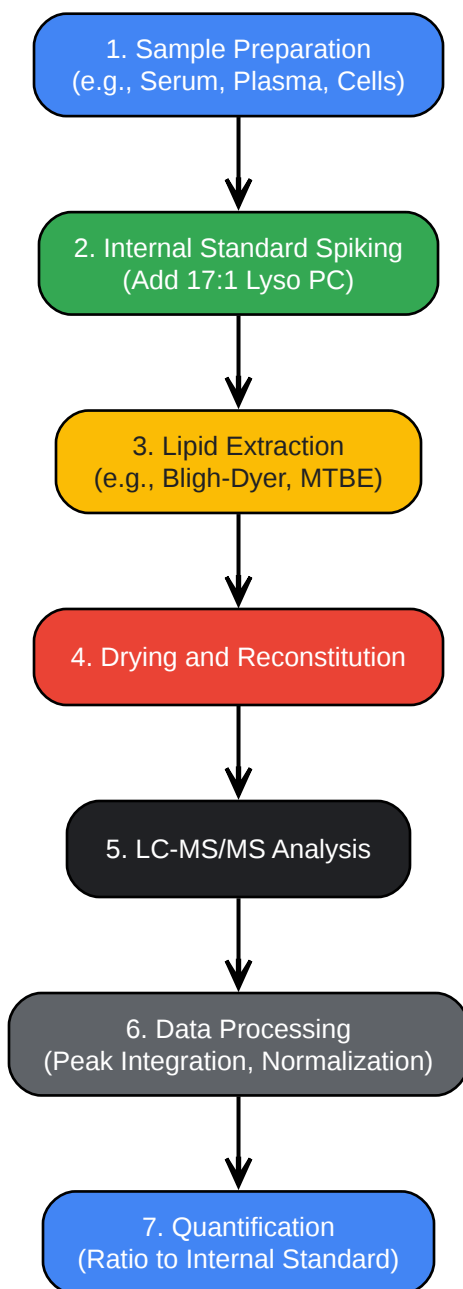 1. Sample Preparation
(e.g., Serum, Plasma, Cells)
2. Internal Standard Spiking
(Add 17:1 Lyso PC)
3. Lipid Extraction
(e.g., Bligh-Dyer, MTBE)
4. Drying and Reconstitution
5. LC-MS/MS Analysis
6. Data Processing
(Peak Integration, Normalization)
7. Quantification
(Ratio to Internal Standard)